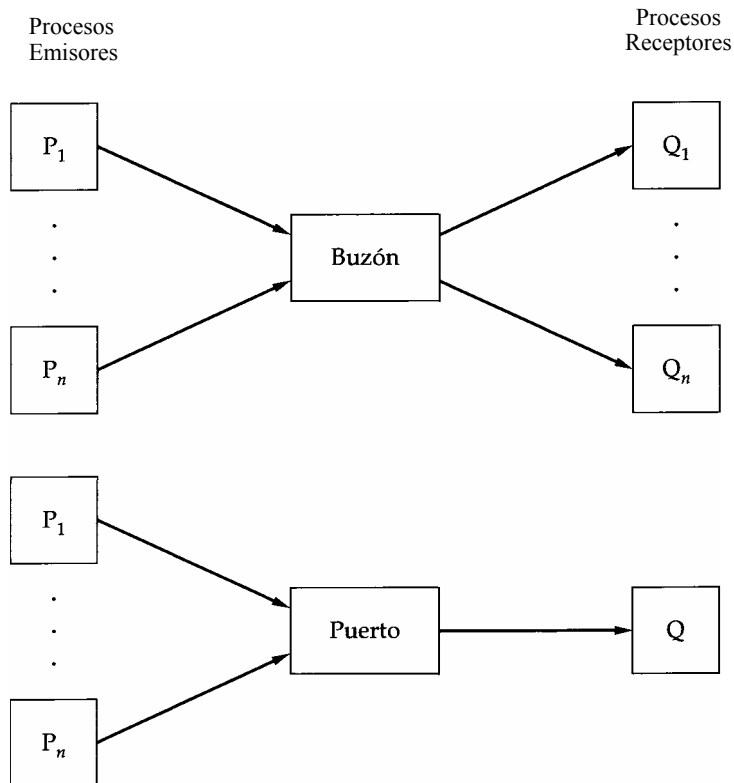 Procesos
Emisores
Procesos
Receptores
P1
Q1
.
.
.
Buzón
.
.
.
Pn
Qn
P1
.
.
.
Puerto
Q
Pn